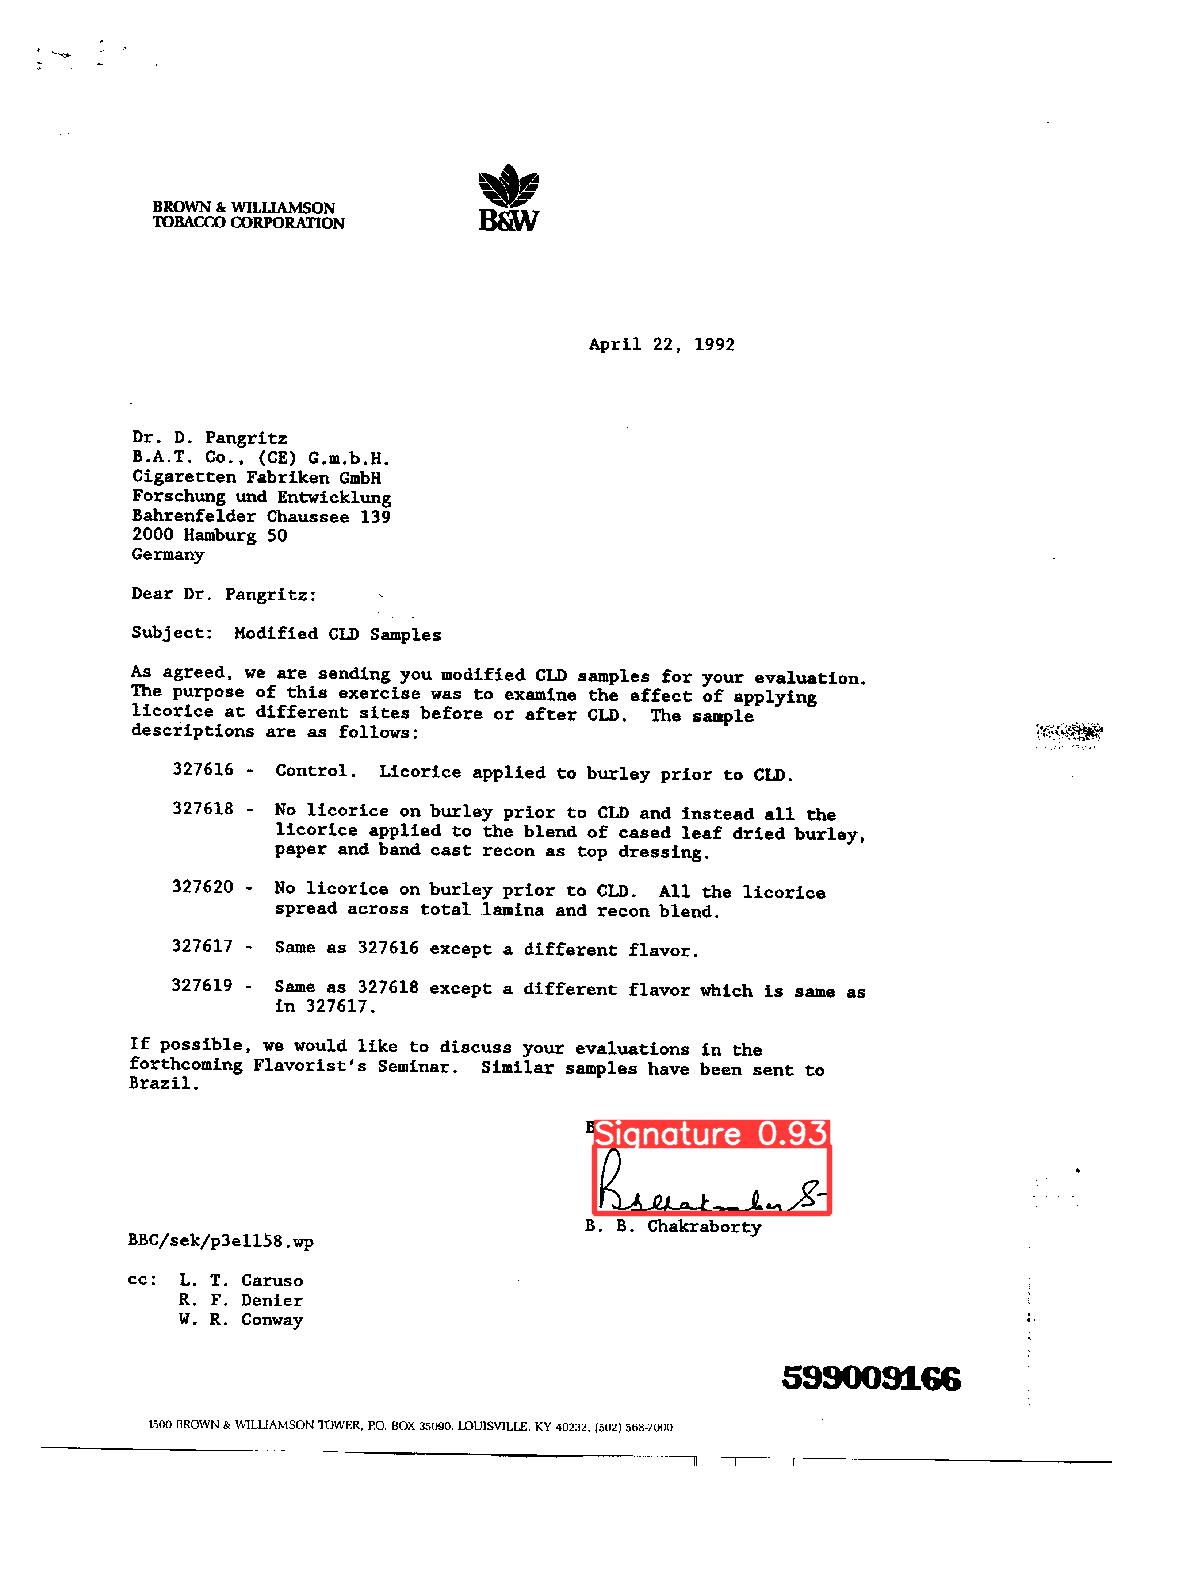 BROWN & WILLIAMSON
TOBACCO CORPORATION
B&W
April 22, 1992
Dr. D. Pangritz
B.A.T. Co., (CE) G.m.b.H.
Cigaretten Fabriken GmbH
Forschung und Entwicklung
Bahrenfelder Chaussee 139
2000 Hamburg 50
Germany
Dear Dr. Pangritz:
Subject: Modified CLD Samples
As agreed, we are sending you modified CLD samples for your evaluation.
The purpose of this exercise was to examine the effect of applying
licorice at different sites before or after CLD. The sample
descriptions are as follows:
327616 - Control. Licorice applied to burley prior to CLD.
327618 - No licorice on burley prior to CLD and instead all the
licorice applied to the blend of cased leaf dried burley,
paper and band cast recon as top dressing.
327620 - No licorice on burley prior to CLD. All the licorice
spread across total lamina and recon blend.
327617 - Same as 327616 except a different flavor.
327619 - Same as 327618 except a different flavor which is same as
in 327617.
If possible, we would like to discuss your evaluations in the
forthcoming Flavorist's Seminar. Similar samples have been sent to
Brazil.
Signature 0.93
B. B. Chakraborty
BBC/sek/p3e1158.wp
cc: L. T. Caruso
R. F. Denier
W. R. Conway
599009166
1500 BROWN & WILLIAMSON TOWER, P.O. BOX 35090, LOUISVILLE, KY 40232, (502) 568-7000